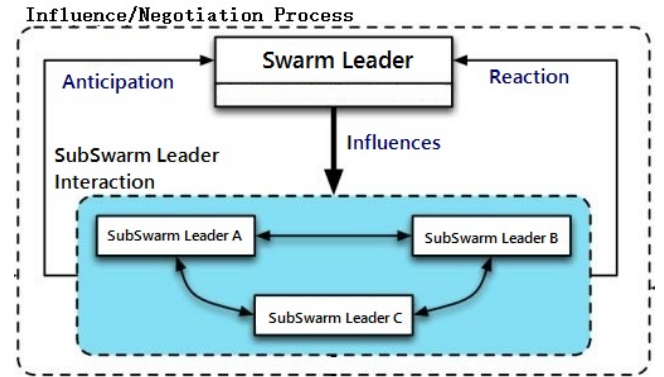 Influence/Negotiation Process
Swarm Leader
Anticipation
Reaction
Influences
SubSwarm Leader
Interaction
SubSwarm Leader A
SubSwarm Leader B
SubSwarm Leader C